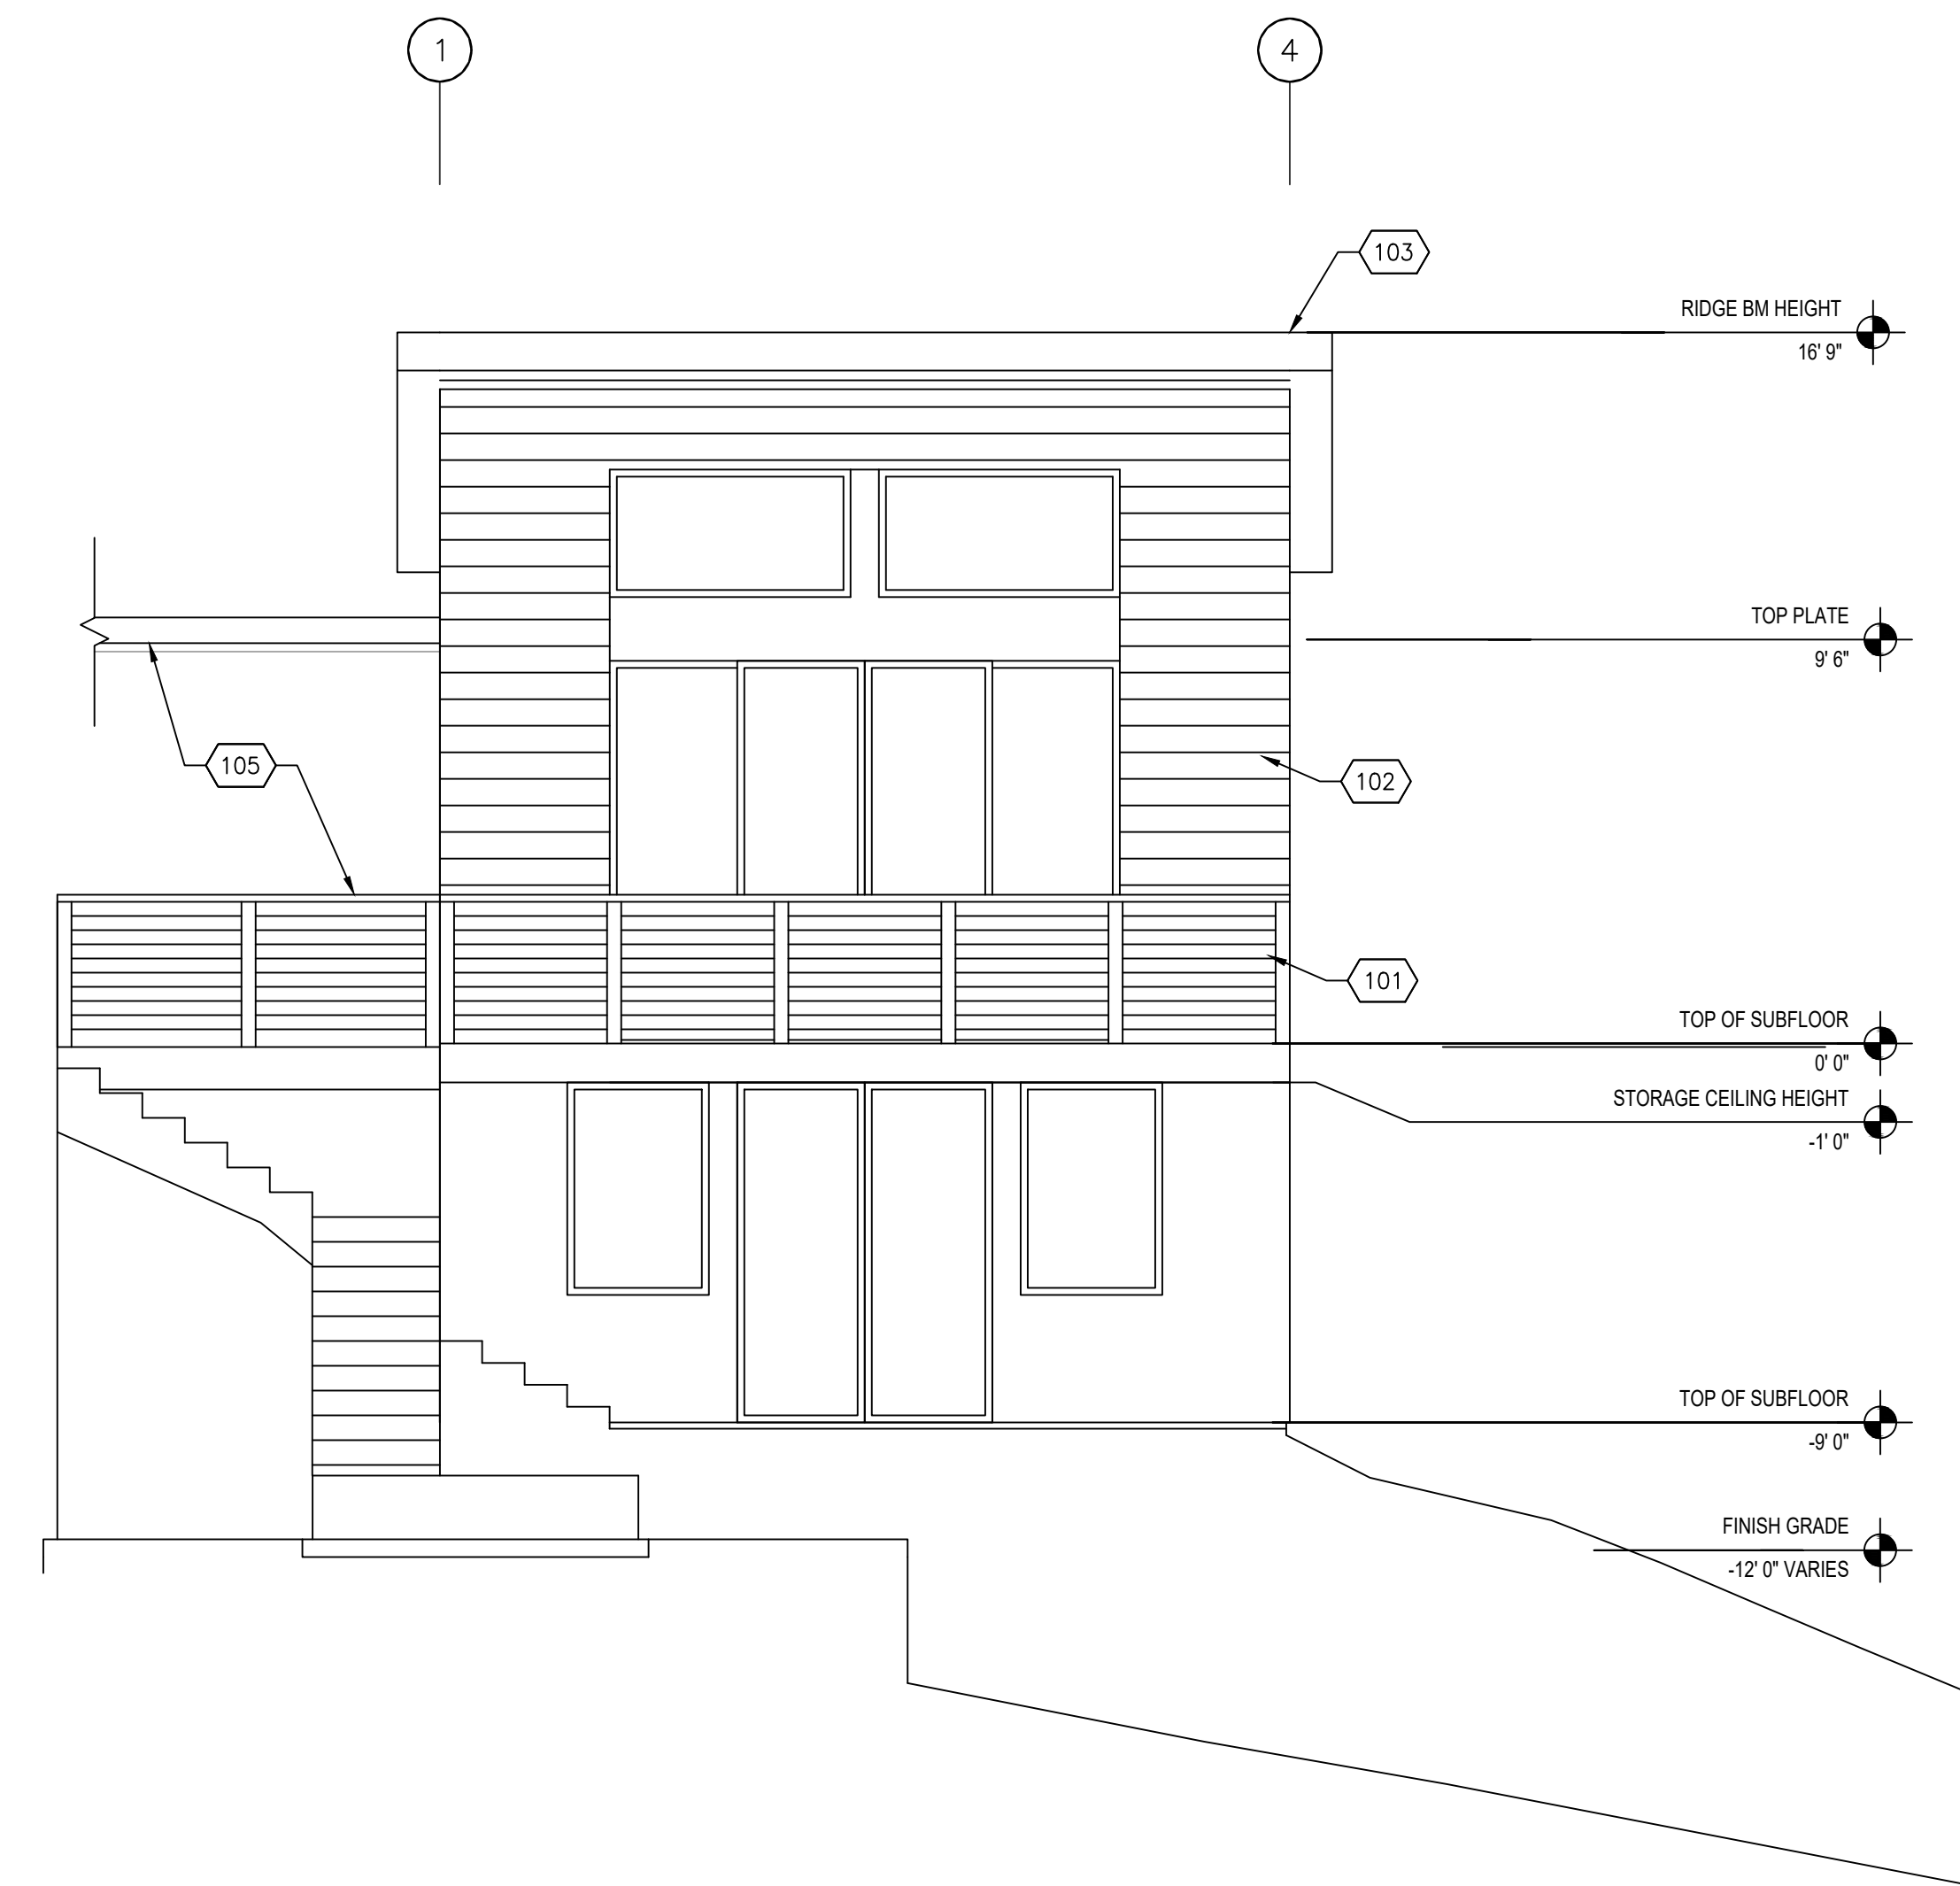 1
4
103
RIDGE BM HEIGHT
16' 9"
TOP PLATE
9' 6"
105
102
101
TOP OF SUBFLOOR
0' 0"
STORAGE CEILING HEIGHT
-1' 0"
TOP OF SUBFLOOR
-9' 0"
FINISH GRADE
-12' 0" VARIES